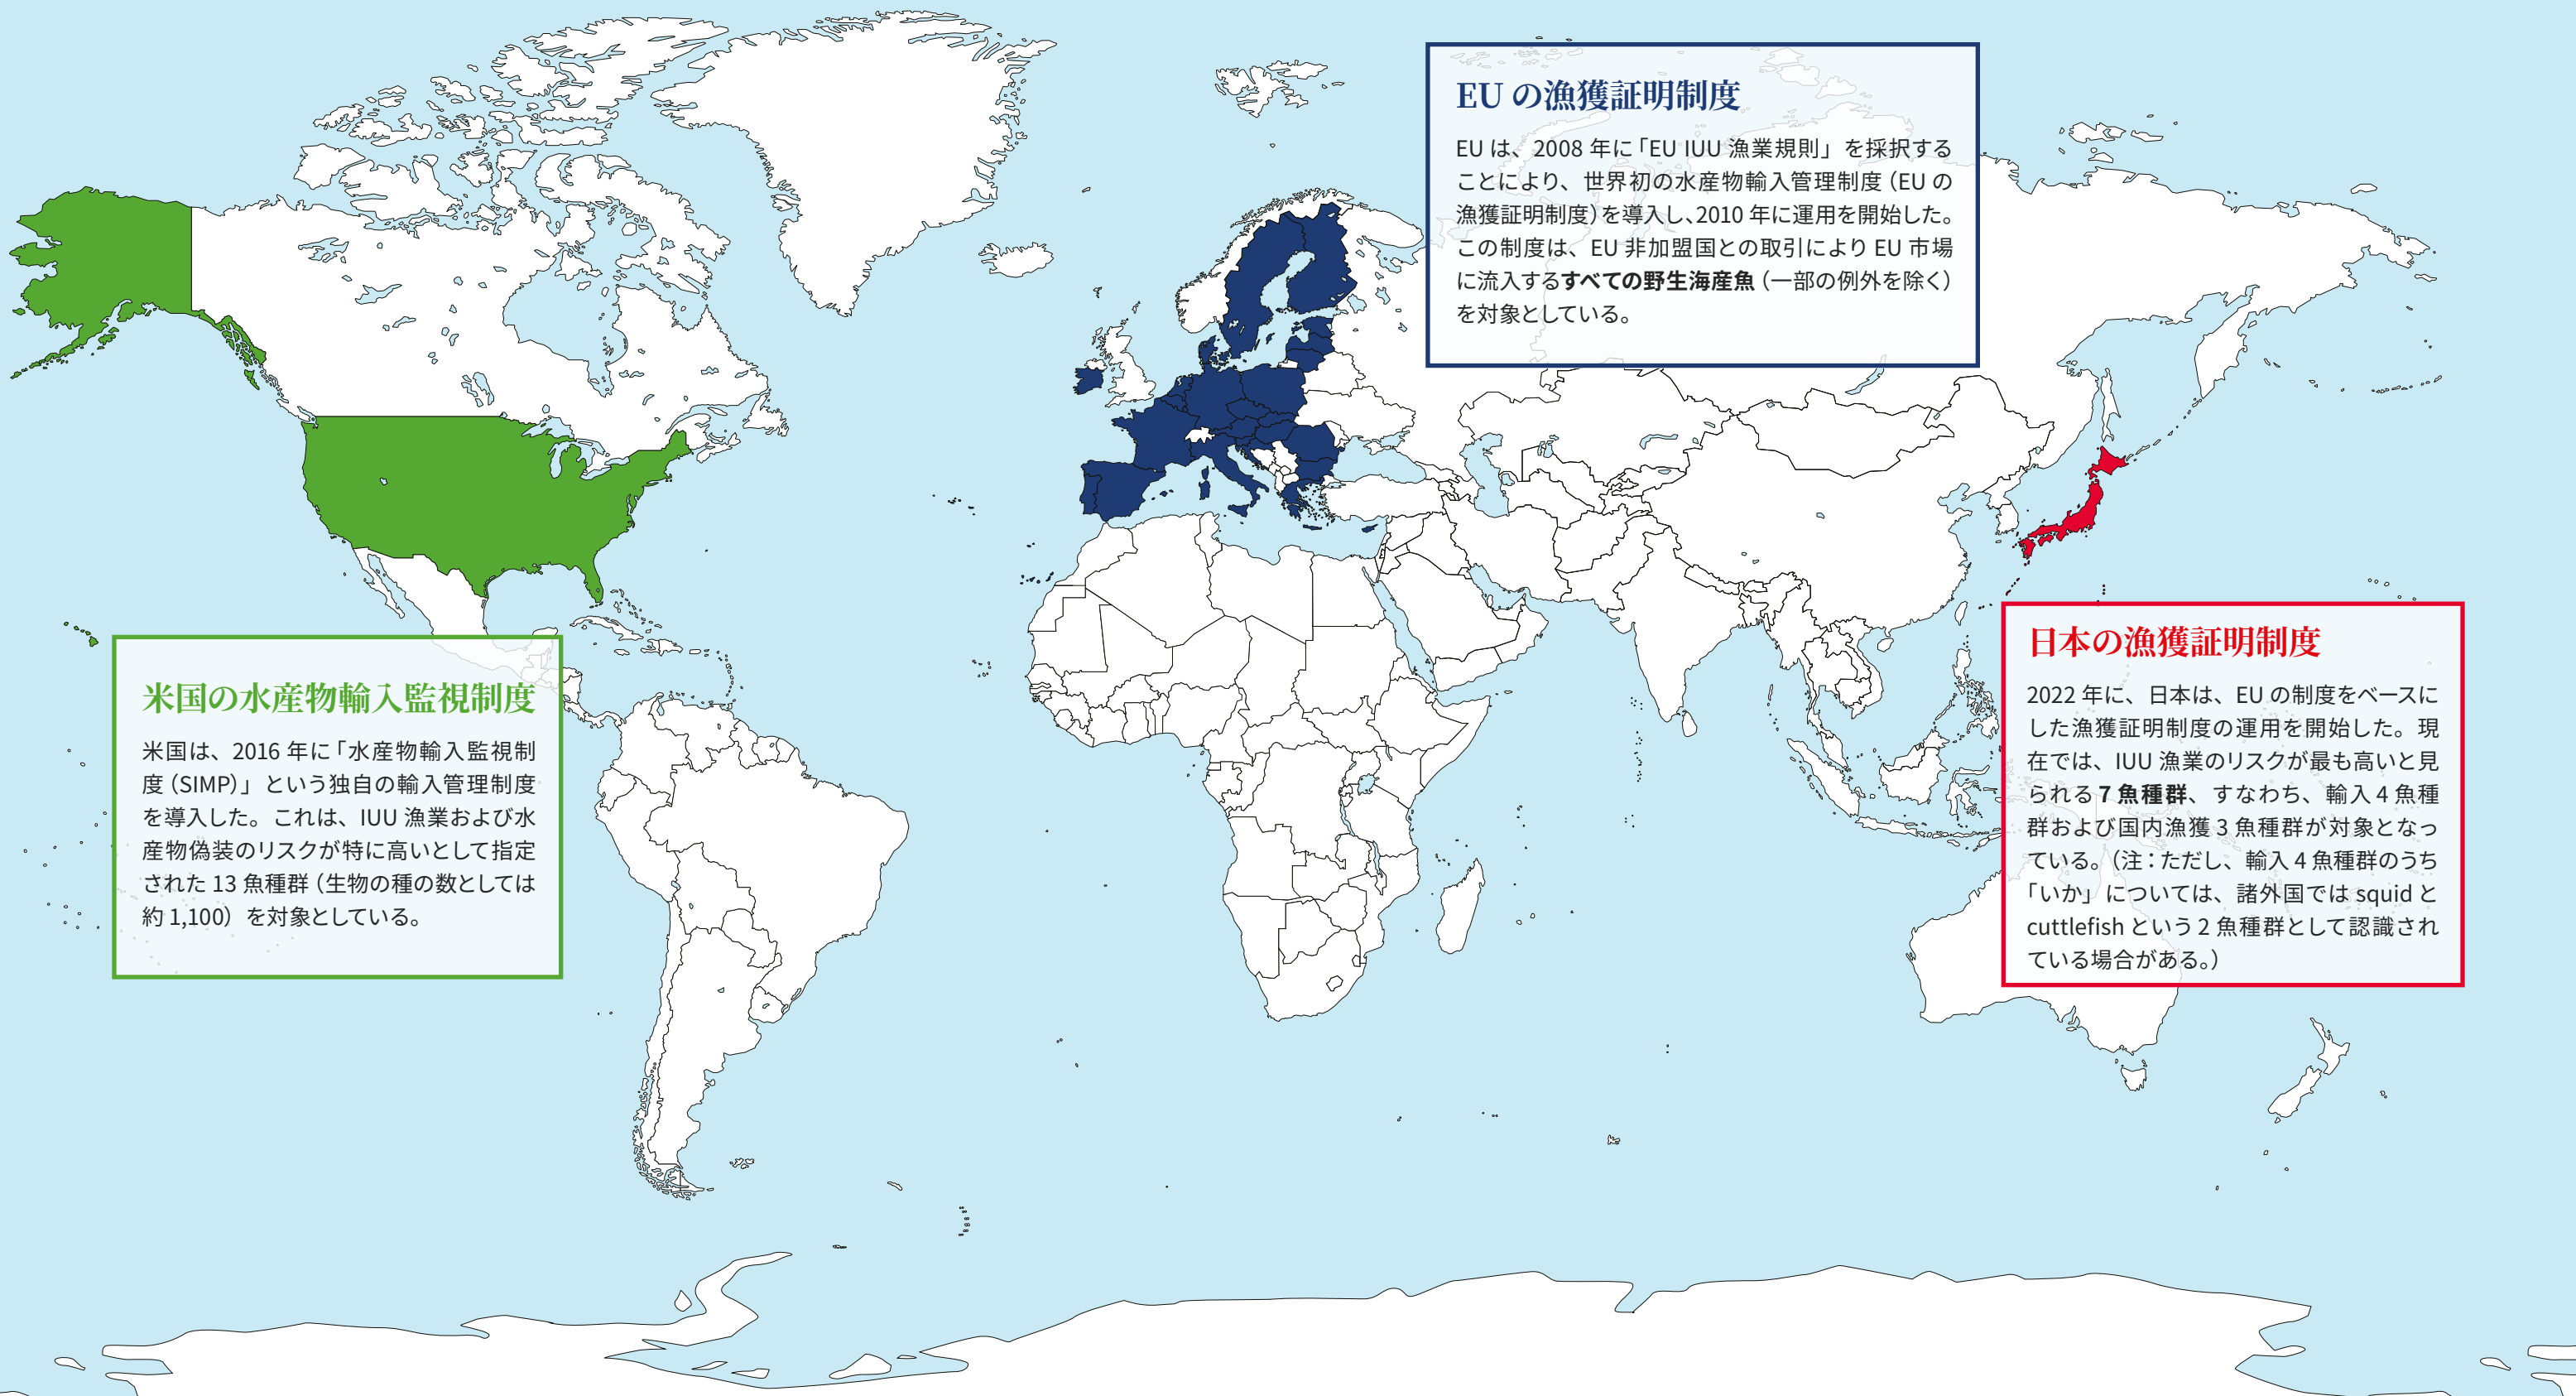 EU の漁獲証明制度
EU は、2008 年に「EU IUU 漁業規則」を採択する
ことにより、世界初の水産物輸入管理制度（EU の
漁獲証明制度）を導入し、2010 年に運用を開始した。
この制度は、EU 非加盟国との取引により EU 市場
に流入するすべての野生海産魚（一部の例外を除く）
を対象としている。
米国の水産物輸入監視制度
米国は、2016 年に「水産物輸入監視制
度（SIMP）」という独自の輸入管理制度
を導入した。これは、IUU 漁業および水
産物偽装のリスクが特に高いとして指定
された 13 魚種群（生物の種の数としては
約 1,100）を対象としている。
日本の漁獲証明制度
2022 年に、日本は、EU の制度をベースに
した漁獲証明制度の運用を開始した。現
在では、IUU 漁業のリスクが最も高いと見
られる 7 魚種群、すなわち、輸入 4 魚種
群および国内漁獲 3 魚種群が対象となっ
ている。（注：ただし、輸入 4 魚種群のうち
「いか」については、諸外国では squid と
cuttlefish という 2 魚種群として認識され
ている場合がある。）